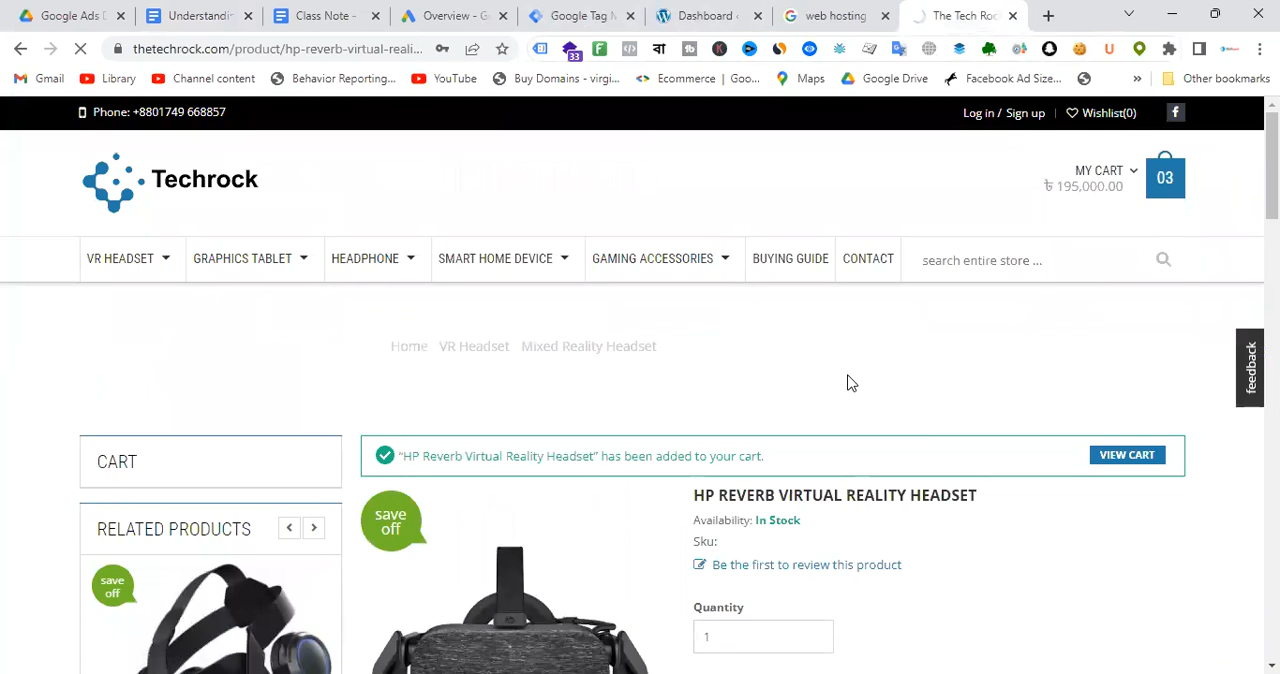 Google Ads D
Understandin
Class Note -
Overview - G
Google Tag M
Dashboard
web hosting
The Tech Roc
thetechrock.com/product/hp-reverb-virtual-reali...
33
Gmail
Library
Channel content
Behavior Reporting...
YouTube
Buy Domains - virgi...
Ecommerce | Goo...
Maps
Google Drive
Facebook Ad Size...
»
Other bookmarks
Phone: +8801749 668857
Log in / Sign up
Wishlist(0)
Techrock
MY CART
৳ 195,000.00
03
VR HEADSET
GRAPHICS TABLET
HEADPHONE
SMART HOME DEVICE
GAMING ACCESSORIES
BUYING GUIDE
CONTACT
search entire store ...
Home VR Headset Mixed Reality Headset
feedback
CART
“HP Reverb Virtual Reality Headset” has been added to your cart.
VIEW CART
RELATED PRODUCTS
save
off
save
off
HP REVERB VIRTUAL REALITY HEADSET
Availability: In Stock
Sku:
Be the first to review this product
Quantity
1